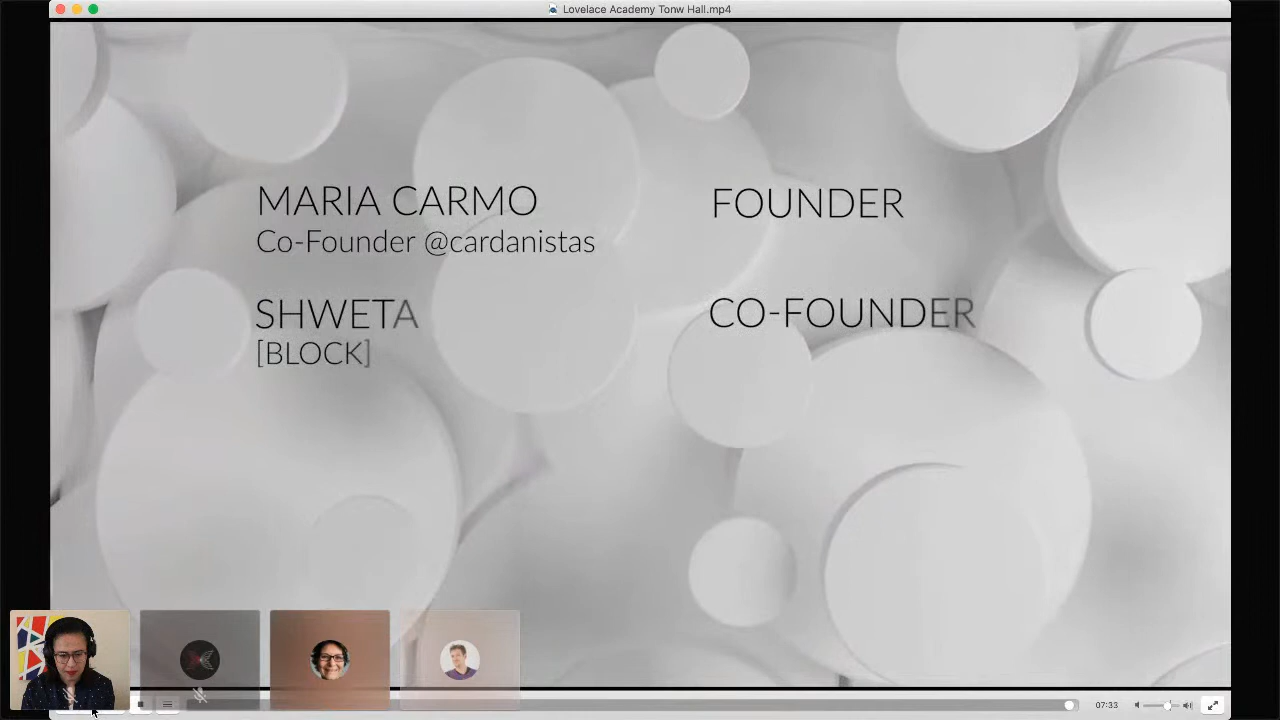 Lovelace Academy Tonw Hall.mp4
MARIA CARMO
Co-Founder @cardanistas
FOUNDER
SHWETA
[BLOCK]
CO-FOUNDER
07:33